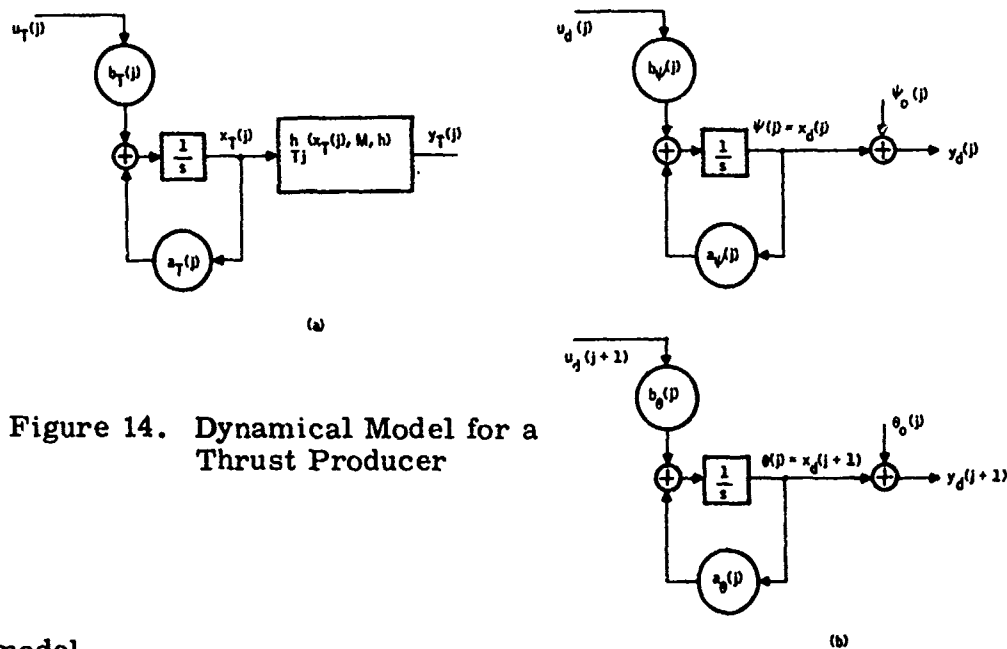 u_T(j)
b_T(j)
x_T(j)
1/s
h_Tj (x_T(j), M, h)
y_T(j)
a_T(j)
(a)
u_d(j)
b_ψ(j)
ψ_o(j)
ψ(j) = x_d(j)
1/s
y_d(j)
a_ψ(j)
u_d(j + 1)
b_θ(j)
θ_o(j)
θ(j) = x_d(j + 1)
1/s
y_d(j+1)
a_θ(j)
(b)
Figure 14. Dynamical Model for a
Thrust Producer
model